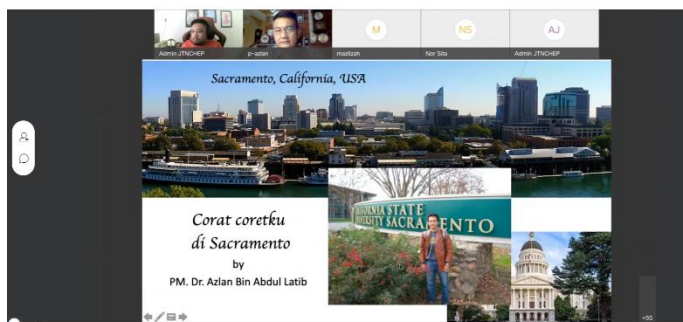 M
NS
AJ
Admin JTNCHEP
p-azlan
mazlizah
Nor Sita
Admin JTNCHEP
Sacramento, California, USA
CALIFORNIA STATE
UNIVERSITY SACRAMENTO
Corat coretku
di Sacramento
by
PM. Dr. Azlan Bin Abdul Latib
+55